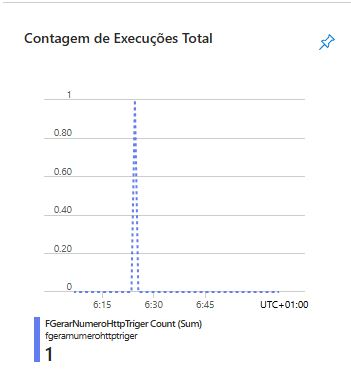 Contagem de Execuções Total
1
0.80
0.60
0.40
0.20
0
6:15 6:30 6:45 UTC+01:00
FGerarNumeroHttpTriger Count (Sum)
fgerarnumerohttptriger
1